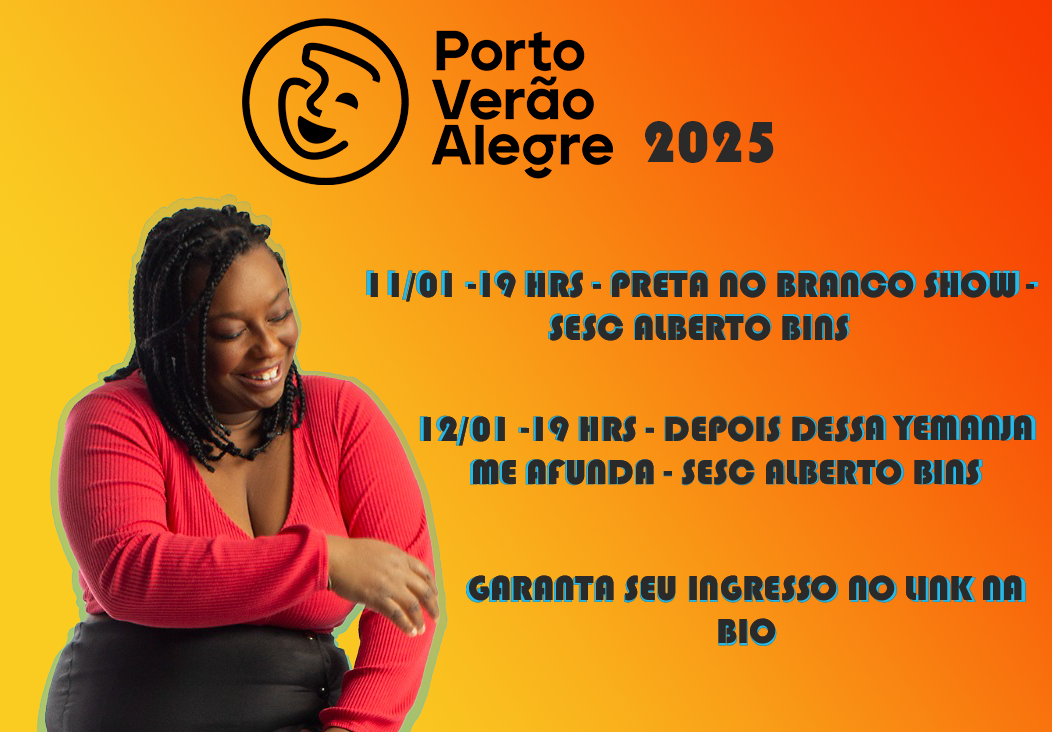 Porto
Verão
Alegre 2025
11/01 -19 HRS - PRETA NO BRANCO SHOW -
SESC ALBERTO BINS
12/01 -19 HRS - DEPOIS DESSA YEMANJA
ME AFUNDA - SESC ALBERTO BINS
GARANTA SEU INGRESSO NO LINK NA
BIO